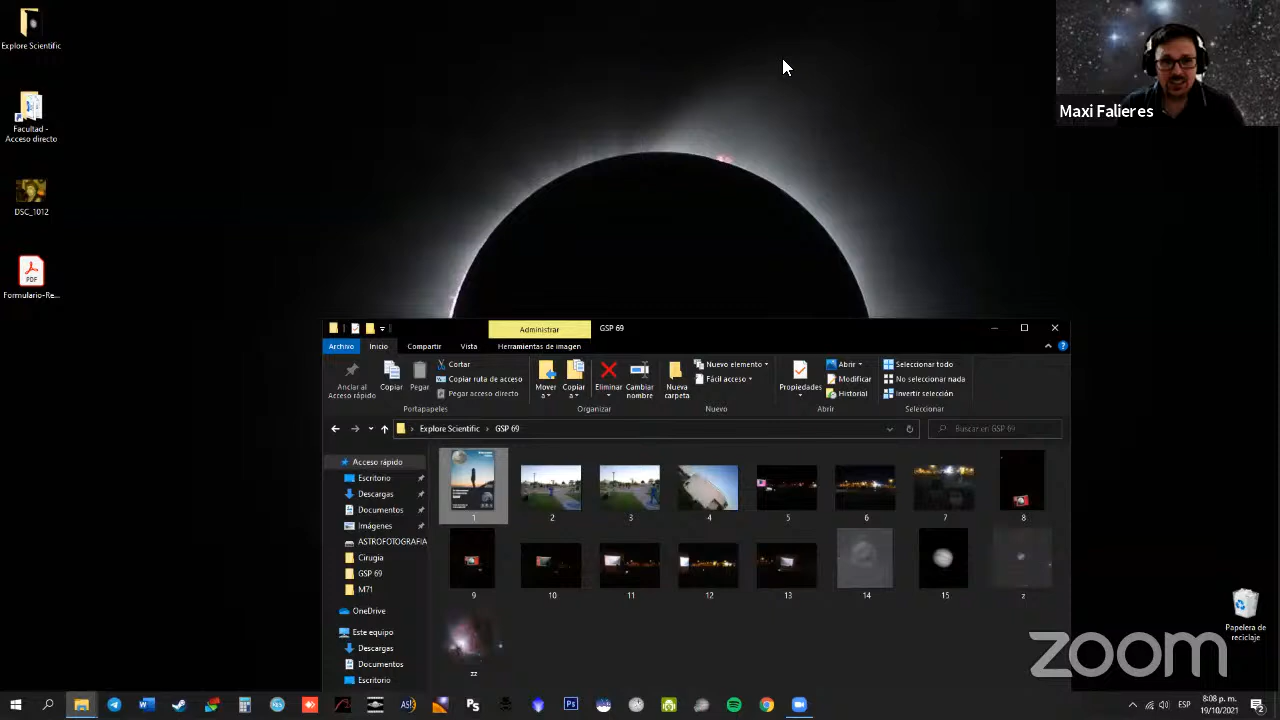 Explore Scientific
Facultad -
Acceso directo
DSC_1012
PDF
Formulario-Re...
Maxi Falieres
Administrar
GSP 69
Archivo
Inicio
Compartir
Vista
Herramientas de imagen
Anclar al
Acceso rápido
Copiar
Pegar
Cortar
Copiar ruta de acceso
Pegar acceso directo
Portapapeles
Mover
a
Copiar
a
Eliminar
Cambiar
nombre
Organizar
Nueva
carpeta
Nuevo elemento
Fácil acceso
Nuevo
Propiedades
Abrir
Modificar
Historial
Abrir
Seleccionar todo
No seleccionar nada
Invertir selección
Seleccionar
Explore Scientific
GSP 69
Buscar en GSP 69
Acceso rápido
Escritorio
Descargas
Documentos
Imágenes
ASTROFOTOGRAFIA
Cirugia
GSP 69
M71
OneDrive
Este equipo
Descargas
Documentos
Escritorio
1
2
3
4
5
6
7
8
9
10
11
12
13
14
15
z
zz
Papelera de
reciclaje
zoom
ESP
8:08 p. m.
19/10/2021
2